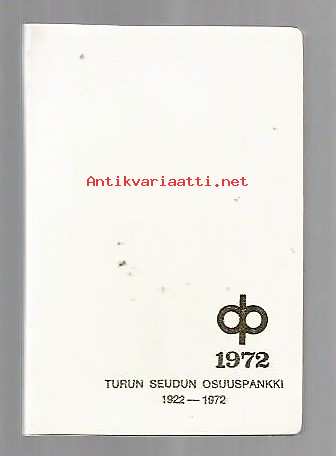 Antikvariaatti.net
1972
TURUN SEUDUN OSUUSPANKKI
1922 — 1972